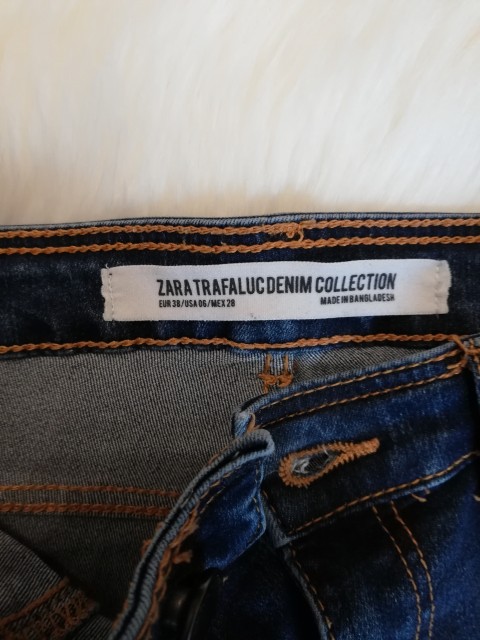 ZARA TRAFALUC DENIM COLLECTION
EUR 38/USA 06/MEX 28 MADE IN BANGLADESH